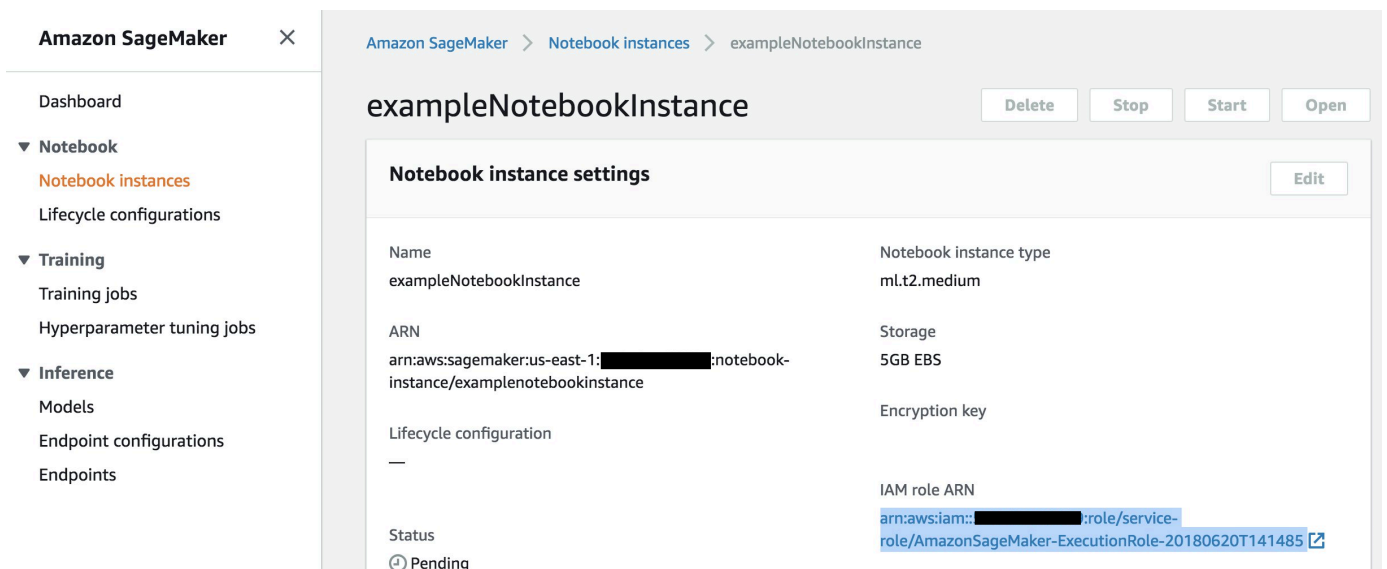 Amazon SageMaker
Dashboard
Notebook
Notebook instances
Lifecycle configurations
Training
Training jobs
Hyperparameter tuning jobs
Inference
Models
Endpoint configurations
Endpoints
Amazon SageMaker > Notebook instances > exampleNotebookInstance
exampleNotebookInstance
Delete Stop Start Open
Notebook instance settings
Edit
Name
exampleNotebookInstance
ARN
arn:aws:sagemaker:us-east-1: :notebook-
instance/examplenotebookinstance
Lifecycle configuration
—
Status
Pending
Notebook instance type
ml.t2.medium
Storage
5GB EBS
Encryption key
IAM role ARN
arn:aws:iam:: :role/service-
role/AmazonSageMaker-ExecutionRole-20180620T141485